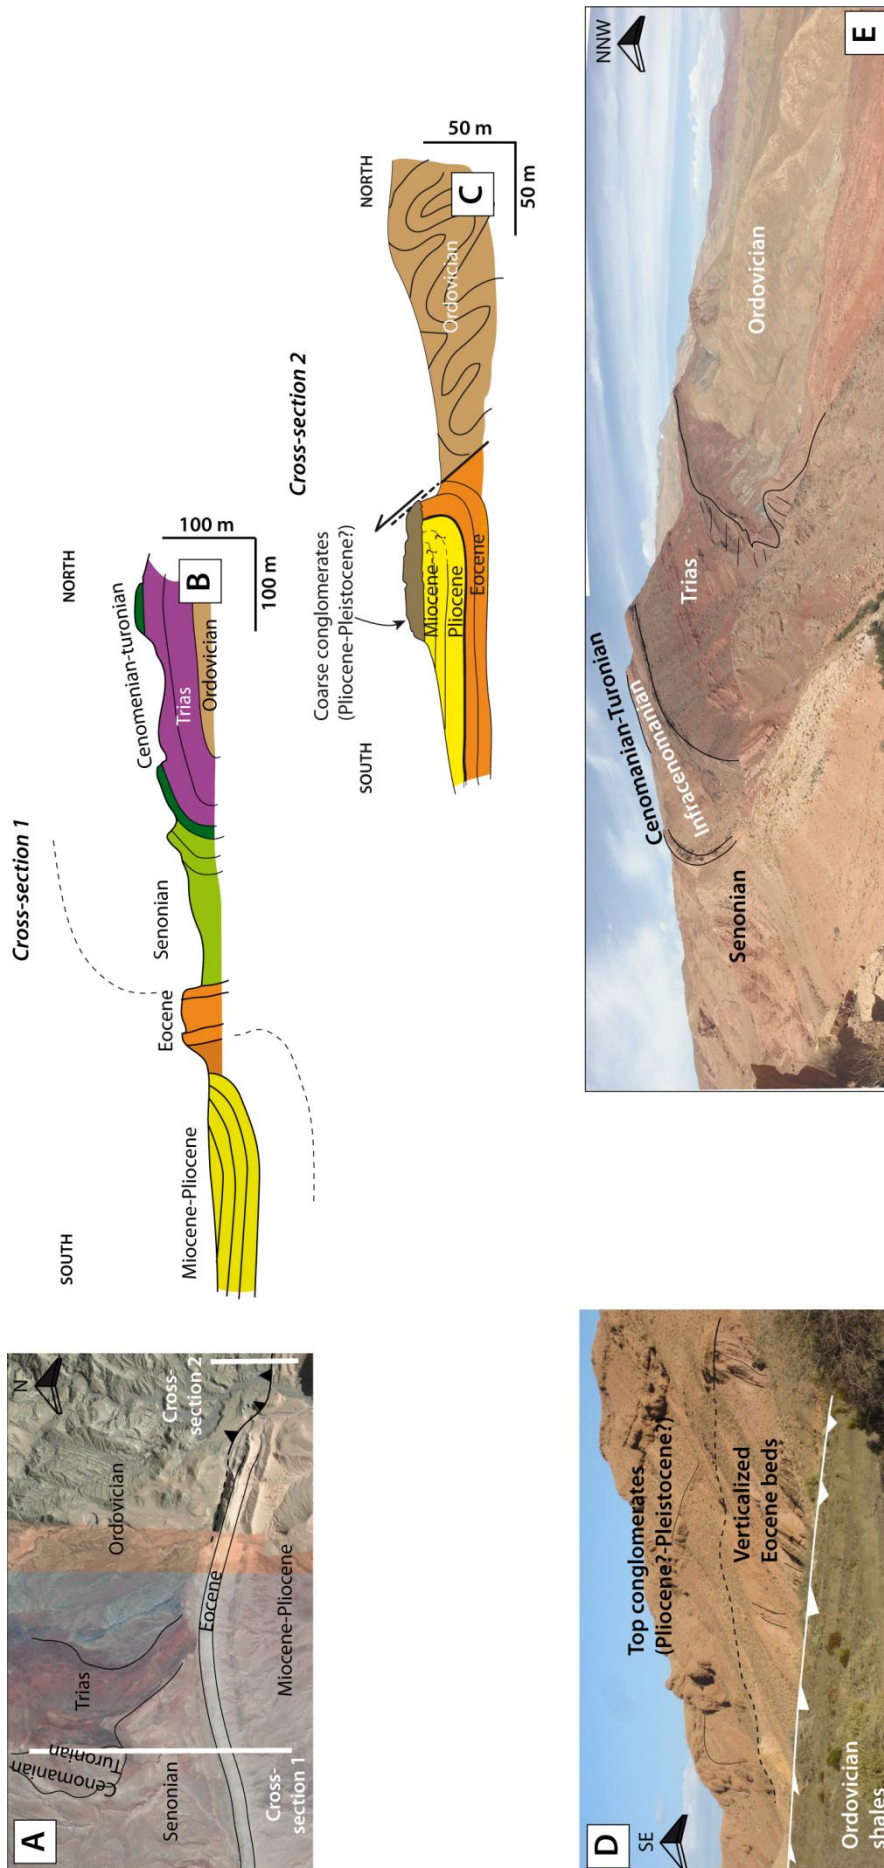 A
N
Trias
Ordovician
Cenomanian
Turonian
Senonian
Eocene
Miocene-Pliocene
Cross-
section 1
Cross-
section 2
Cross-section 1
SOUTH
NORTH
Miocene-Pliocene
Eocene
Senonian
Cenomenian-turonian
Trias
Ordovician
B
100 m
100 m
Cross-section 2
SOUTH
NORTH
Coarse conglomerates
(Pliocene-Pleistocene?)
Miocene-?
Pliocene
?
Eocene
Ordovician
C
50 m
50 m
D
SE
Top conglomerates
(Pliocene?-Pleistocene?)
Verticalized
Eocene beds
Ordovician
shales
NNW
E
Cenomanian-Turonian
Infracenomanian
Senonian
Trias
Ordovician